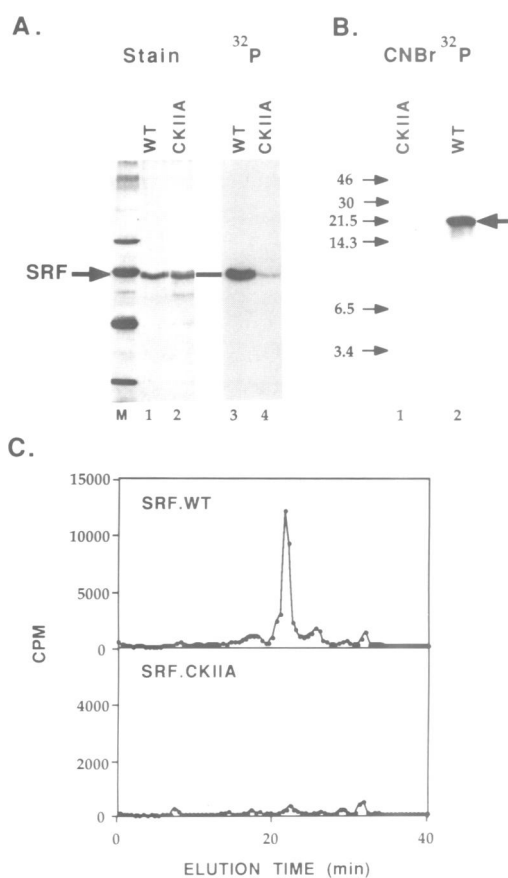 A.
B.
Stain
32P
CNBr 32P
WT
CKIIA
WT
CKIIA
CKIIA
WT
46
30
21.5
14.3
6.5
3.4
SRF
M 1 2 3 4
1 2
C.
15000
SRF.WT
10000
5000
0
CPM
SRF.CKIIA
4000
2000
0
0 20 40
ELUTION TIME (min)